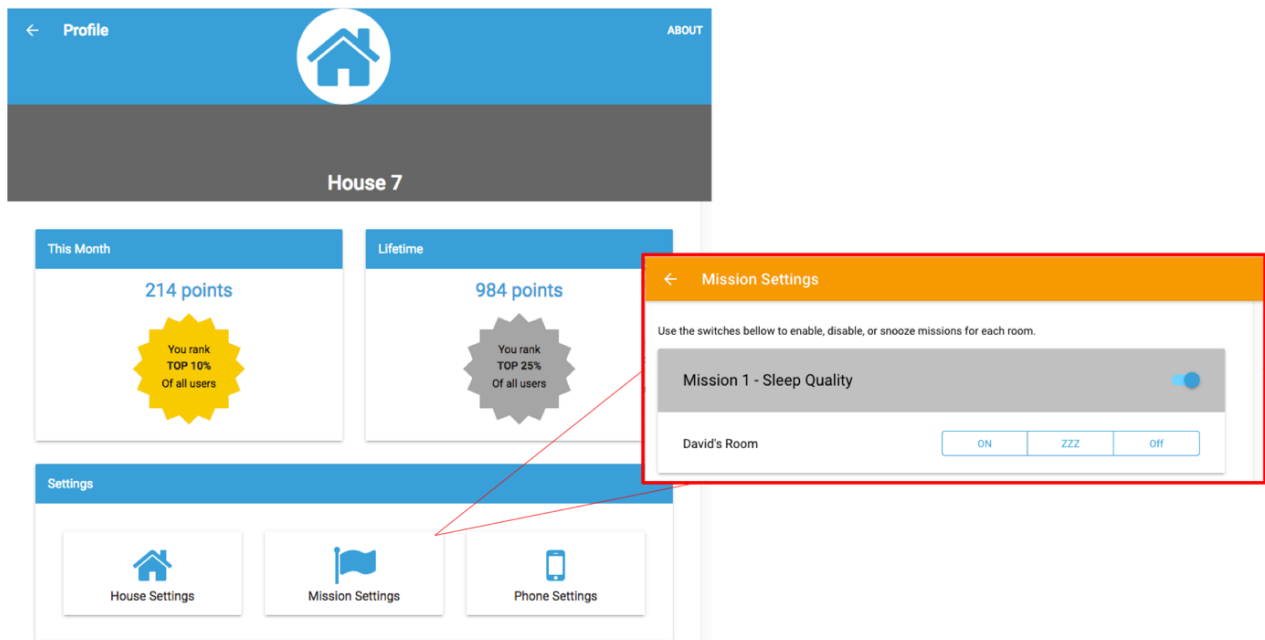 Profile
ABOUT
House 7
This Month
214 points
You rank
TOP 10%
Of all users
Lifetime
984 points
You rank
TOP 25%
Of all users
Settings
House Settings
Mission Settings
Phone Settings
Mission Settings
Use the switches bellow to enable, disable, or snooze missions for each room.
Mission 1 - Sleep Quality
David's Room
ON
ZZZ
Off